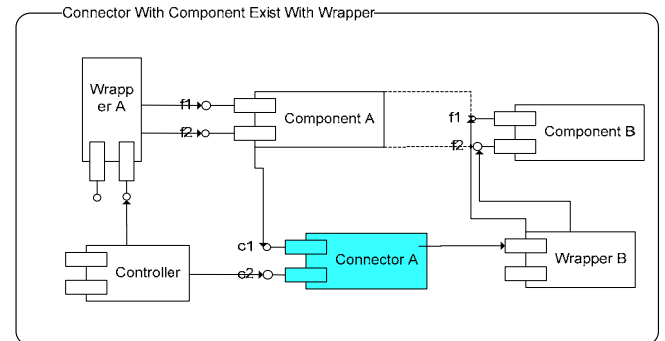 Connector With Component Exist With Wrapper
Wrapp
er A
f1
f2
Component A
f1
f2
Component B
c1
c2
Controller
Connector A
Wrapper B